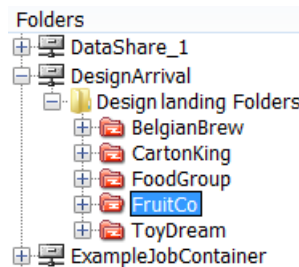 Folders
DataShare_1
DesignArrival
Design landing Folders
BelgianBrew
CartonKing
FoodGroup
FruitCo
ToyDream
ExampleJobContainer